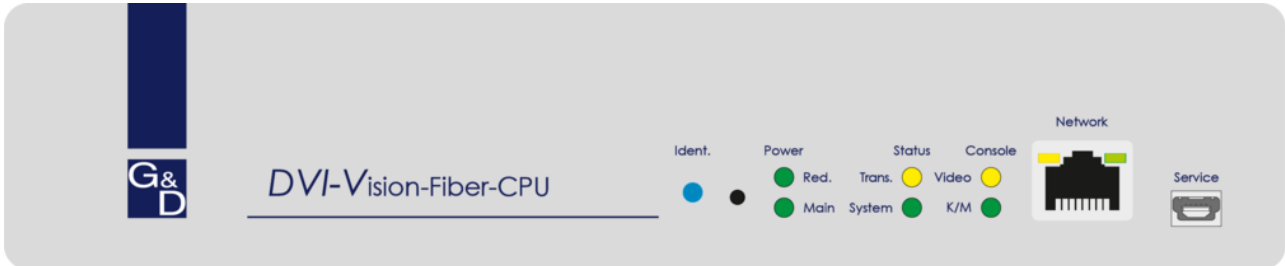 Network
Ident. Power Status Console
G&
D
DVI-Vision-Fiber-CPU
Red. Trans. Video
Service
Main System K/M